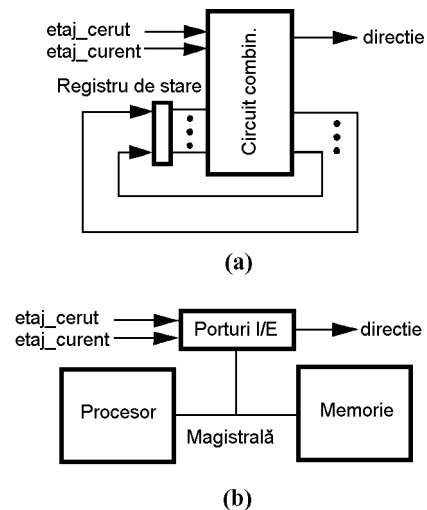 etaj_cerut
etaj_curent
directie
Registru de stare
Circuit combin.
(a)
etaj_cerut
etaj_curent
Porturi I/E
directie
Procesor
Memorie
Magistrală
(b)